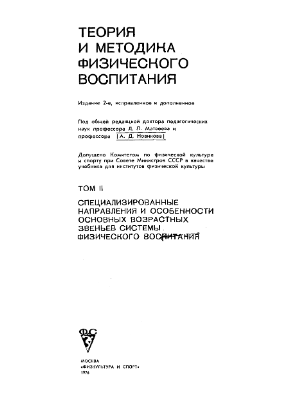 ТЕОРИЯ
И МЕТОДИКА
ФИЗИЧЕСКОГО
ВОСПИТАНИЯ
Издание 2-е, исправленное и дополненное
Под общей редакцией доктора педагогических
наук профессора Л. П. Матвеева и
профессора А. Д. Новикова
Допущено Комитетом по физической культуре
и спорту при Совете Министров СССР в качестве
учебника для институтов физической культуры
ТОМ II
СПЕЦИАЛИЗИРОВАННЫЕ
НАПРАВЛЕНИЯ И ОСОБЕННОСТИ
ОСНОВНЫХ ВОЗРАСТНЫХ
ЗВЕНЬЕВ СИСТЕМЫ
ФИЗИЧЕСКОГО ВОСПИТАНИЯ
ФиС
МОСКВА
«ФИЗКУЛЬТУРА И СПОРТ»
1976